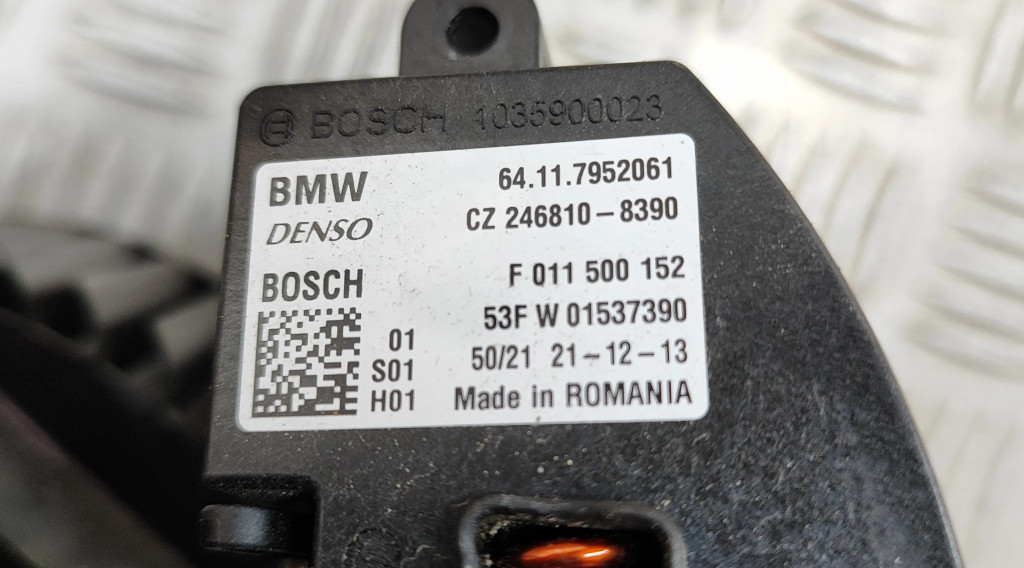 BOSCH 1035900023
BMW 64.11.7952061
DENSO CZ 246810-8390
BOSCH F 011 500 152
53F W 01537390
01 50/21 21-12-13
S01
H01 Made in ROMANIA